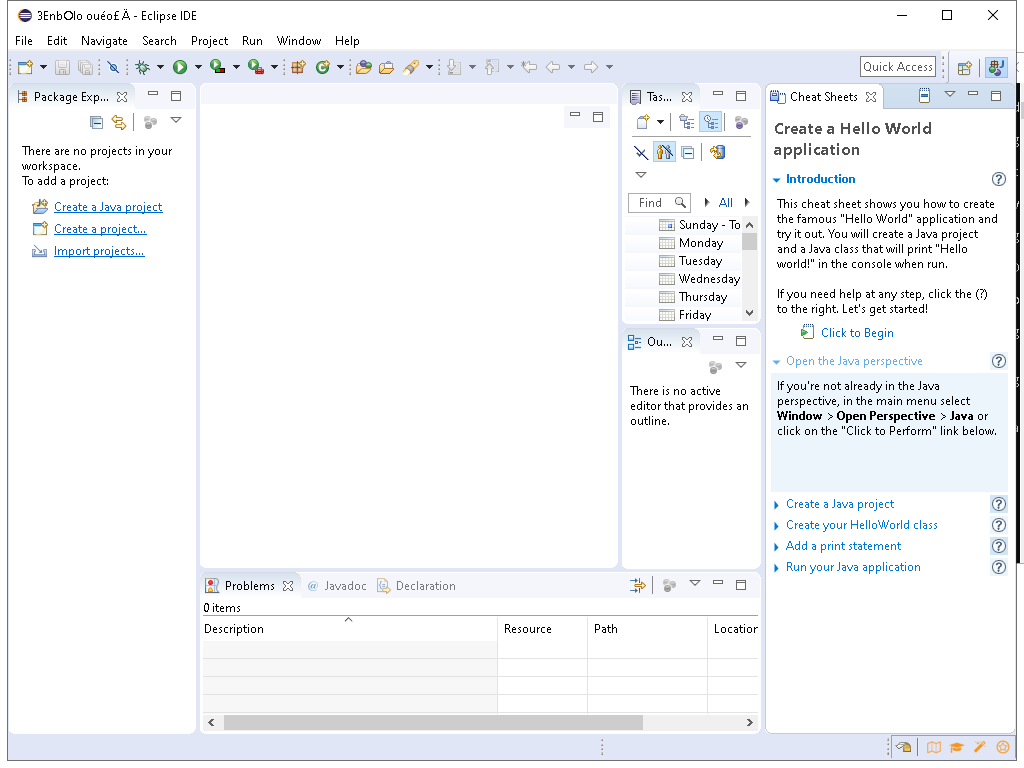 3EnbOlo ouéo£Ä - Eclipse IDE
File Edit Navigate Search Project Run Window Help
Quick Access
Package Exp...
There are no projects in your
workspace.
To add a project:
Create a Java project
Create a project...
Import projects...
Tas...
Find
All
Sunday - To
Monday
Tuesday
Wednesday
Thursday
Friday
Ou...
There is no active
editor that provides an
outline.
Cheat Sheets
Create a Hello World
application
Introduction
This cheat sheet shows you how to create
the famous "Hello World" application and
try it out. You will create a Java project
and a Java class that will print "Hello
world!" in the console when run.
If you need help at any step, click the (?)
to the right. Let's get started!
Click to Begin
Open the Java perspective
If you're not already in the Java
perspective, in the main menu select
Window > Open Perspective > Java or
click on the "Click to Perform" link below.
Create a Java project
Create your HelloWorld class
Add a print statement
Run your Java application
Problems @ Javadoc Declaration
0 items
Description Resource Path Location